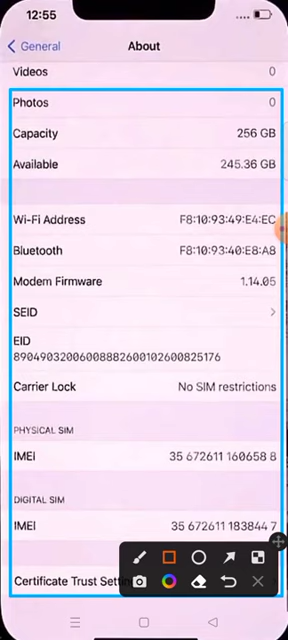 12:55
General
About
Videos 0
Photos 0
Capacity 256 GB
Available 245.36 GB
Wi-Fi Address F8:10:93:49:E4:EC
Bluetooth F8:10:93:40:E8:A8
Modem Firmware 1.14.05
SEID
EID
89049032006008882600102600825176
Carrier Lock No SIM restrictions
PHYSICAL SIM
IMEI 35 672611 160658 8
DIGITAL SIM
IMEI 35 672611 183844 7
Certificate Trust